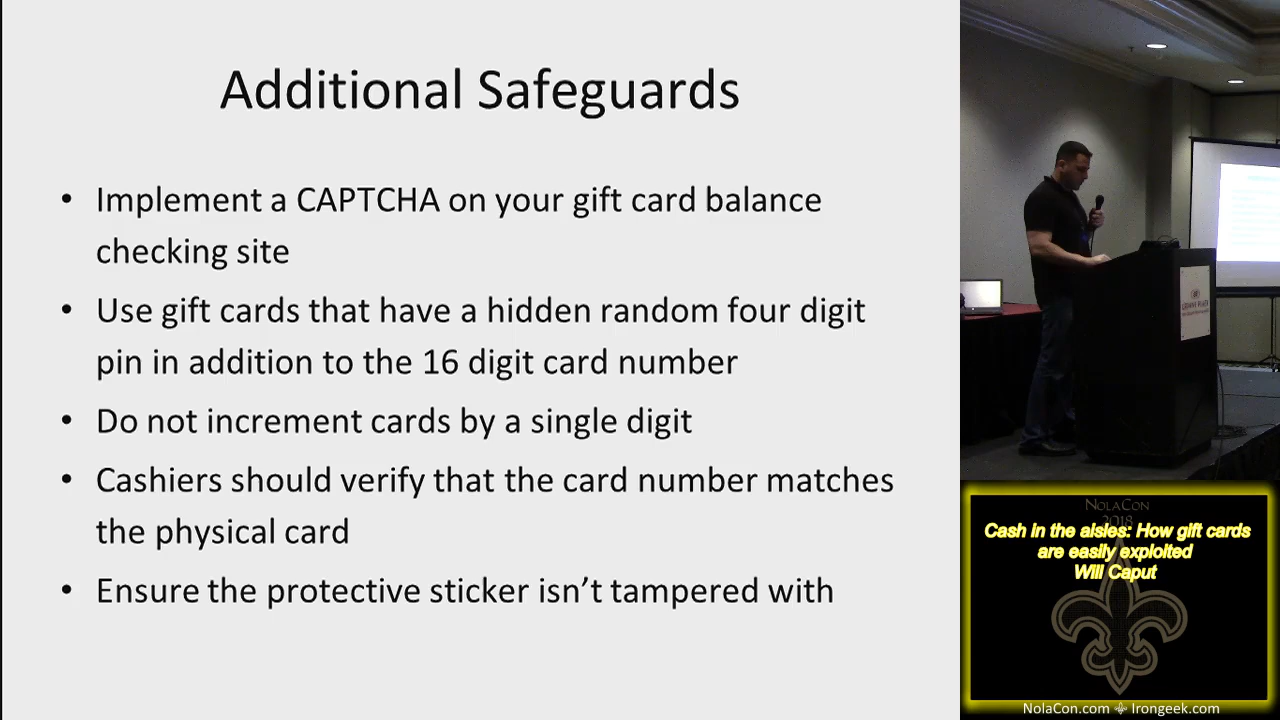 Additional Safeguards
• Implement a CAPTCHA on your gift card balance
checking site
• Use gift cards that have a hidden random four digit
pin in addition to the 16 digit card number
• Do not increment cards by a single digit
• Cashiers should verify that the card number matches
the physical card
• Ensure the protective sticker isn’t tampered with
NOLACON
2018
Cash in the aisles: How gift cards
are easily exploited
Will Caput
NolaCon.com ⚜ Irongeek.com